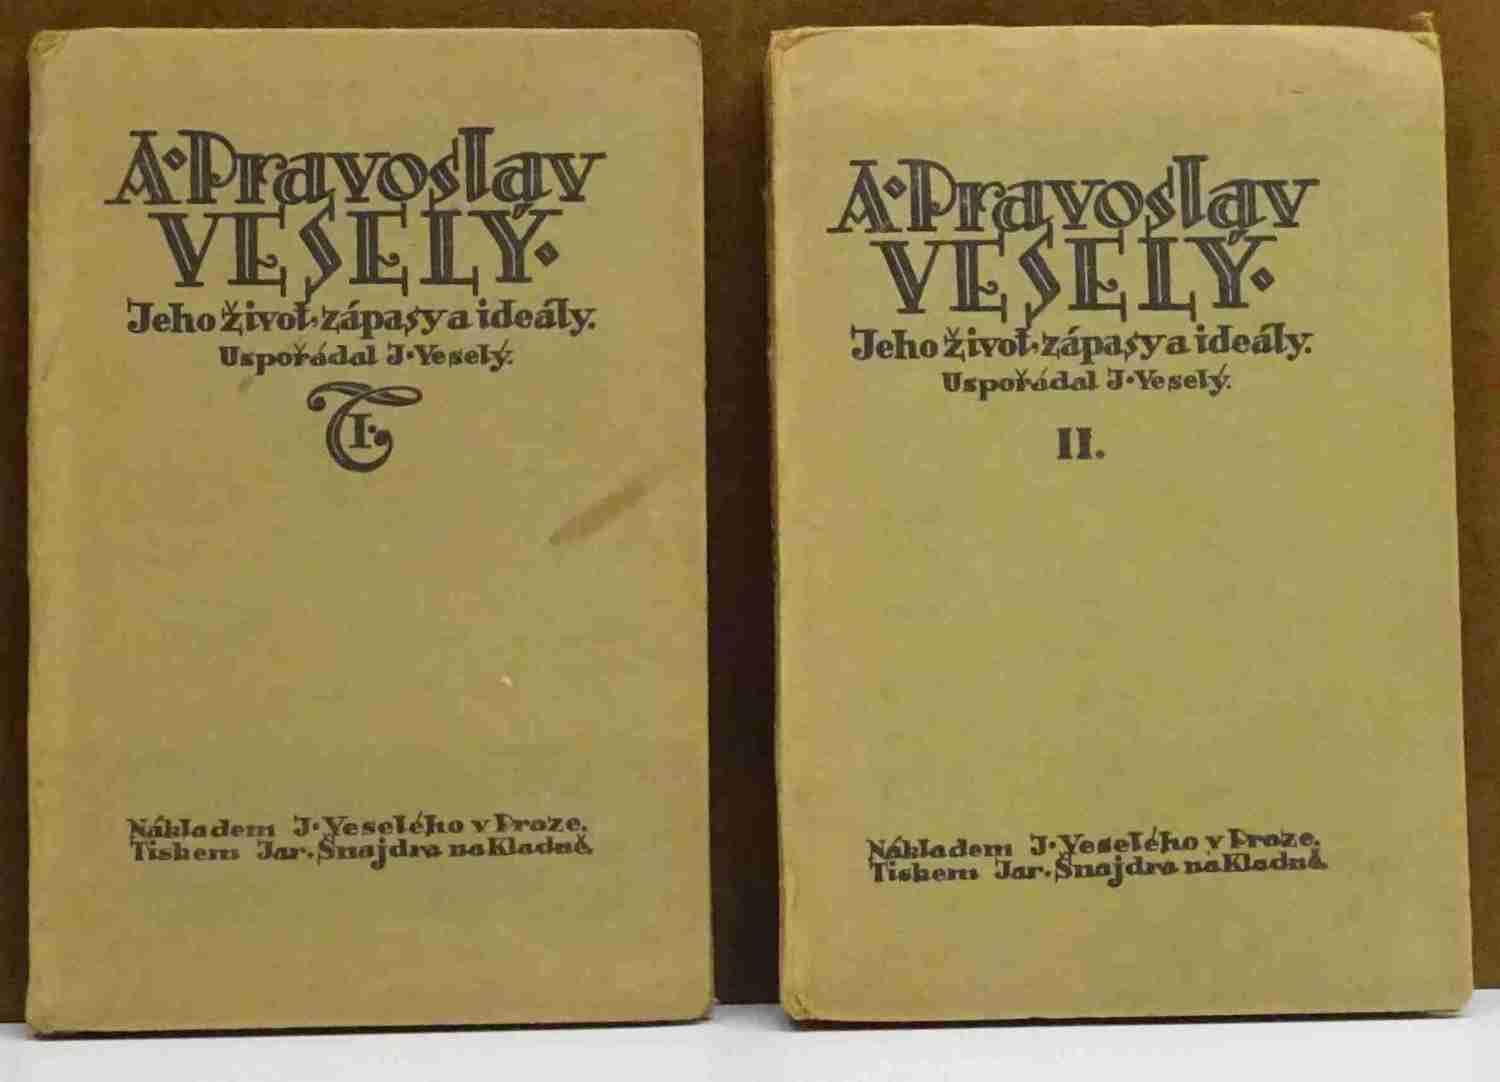 A·Pravoslav
VESELÝ·
Jeho život, zápasy a ideály.
Uspořádal J·Veselý.
T I.
Nákladem J·Veselého v Praze.
Tiskem Jar. Šnajdra na Kladně.
A·Pravoslav
VESELÝ·
Jeho život, zápasy a ideály.
Uspořádal J·Veselý.
II.
Nákladem J·Veselého v Praze.
Tiskem Jar. Šnajdra na Kladně.